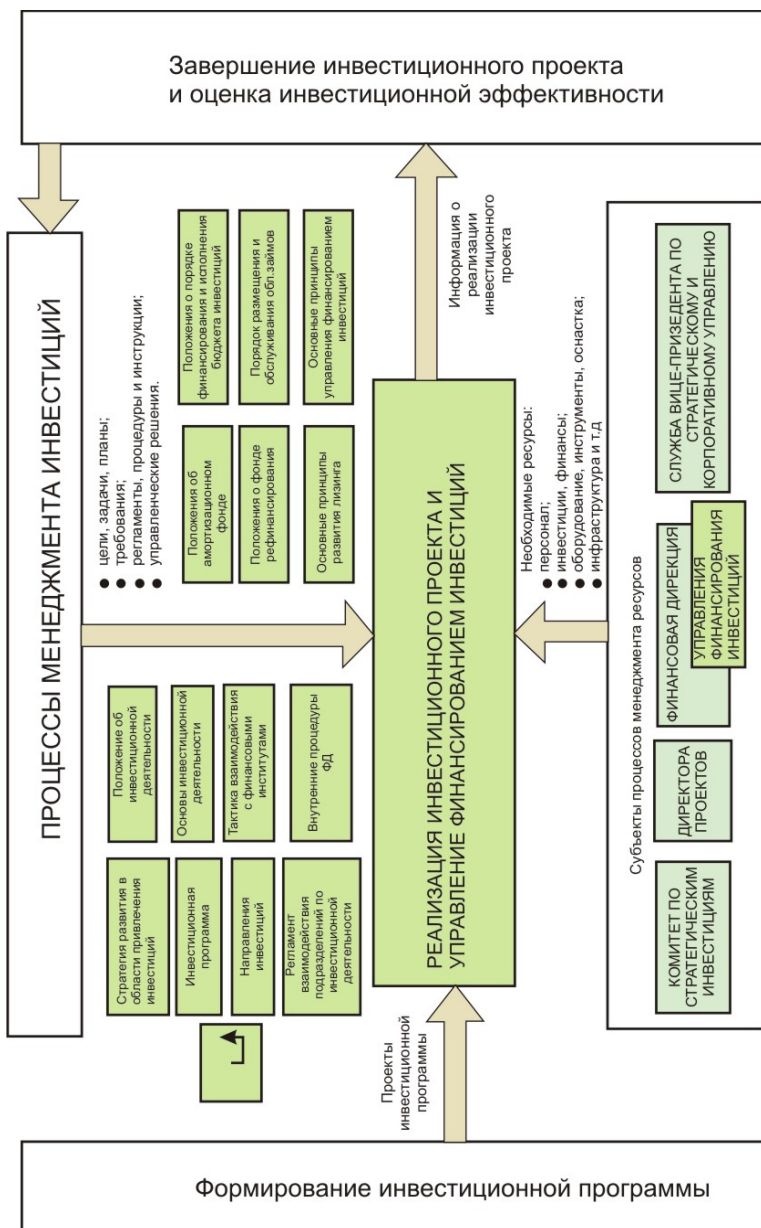 Завершение инвестиционного проекта
и оценка инвестиционной эффективности
ПРОЦЕССЫ МЕНЕДЖМЕНТА ИНВЕСТИЦИЙ
цели, задачи, планы;
требования;
регламенты, процедуры и инструкции;
управленческие решения.
Стратегия развития в
области привлечения
инвестиций
Инвестиционная
программа
Направления
инвестиций
Регламент
взаимодействия
подразделений по
инвестиционной
деятельности
Положение об
инвестиционной
деятельности
Основы инвестиционной
деятельности
Тактика взаимодействия
с финансовыми
институтами
Внутренние процедуры
ФД
Положения об
амортизационном
фонде
Положения о фонде
рефинансирования
Основные принципы
развития лизинга
Положения о порядке
финансирования и исполнения
бюджета инвестиций
Порядок размещения и
обслуживания обл.займов
Основные принципы
управления финансированием
инвестиций
Проекты
инвестиционной
программы
РЕАЛИЗАЦИЯ ИНВЕСТИЦИОННОГО ПРОЕКТА И
УПРАВЛЕНИЕ ФИНАНСИРОВАНИЕМ ИНВЕСТИЦИЙ
Информация о
реализации
инвестиционного
проекта
Необходимые ресурсы:
персонал;
инвестиции, финансы;
оборудование, инструменты, оснастка;
инфраструктура и т.д
Субъекты процессов менеджмента ресурсов
КОМИТЕТ ПО
СТРАТЕГИЧЕСКИМ
ИНВЕСТИЦИЯМ
ДИРЕКТОРА
ПРОЕКТОВ
ФИНАНСОВАЯ ДИРЕКЦИЯ
УПРАВЛЕНИЯ
ФИНАНСИРОВАНИЯ
ИНВЕСТИЦИЙ
СЛУЖБА ВИЦЕ-ПРИЗЕДЕНТА ПО
СТРАТЕГИЧЕСКОМУ И
КОРПОРАТИВНОМУ УПРАВЛЕНИЮ
Формирование инвестиционной программы